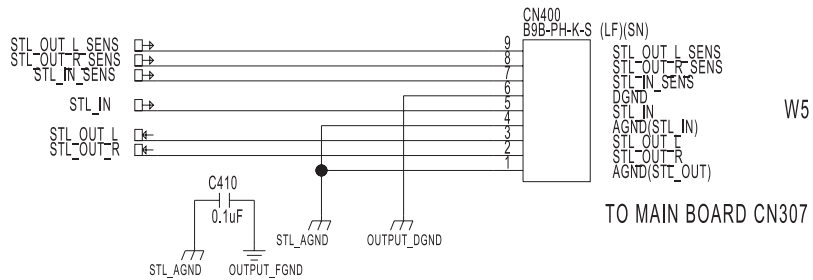 CN400
B9B-PH-K-S (LF)(SN)
STL_OUT_L_SENS 9 STL_OUT_L_SENS
STL_OUT_R_SENS 8 STL_OUT_R_SENS
STL_IN_SENS 7 STL_IN_SENS
6 DGND
STL_IN 5 STL_IN W5
4 AGND(STL_IN)
STL_OUT_L 3 STL_OUT_L
STL_OUT_R 2 STL_OUT_R
1 AGND(STL_OUT)
C410
0.1uF
TO MAIN BOARD CN307
STL_AGND OUTPUT_DGND
STL_AGND OUTPUT_FGND